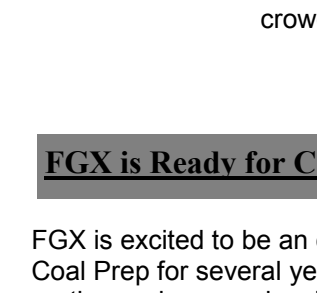 crow
FGX is Ready for C
FGX is excited to be an
Coal Prep for several ye